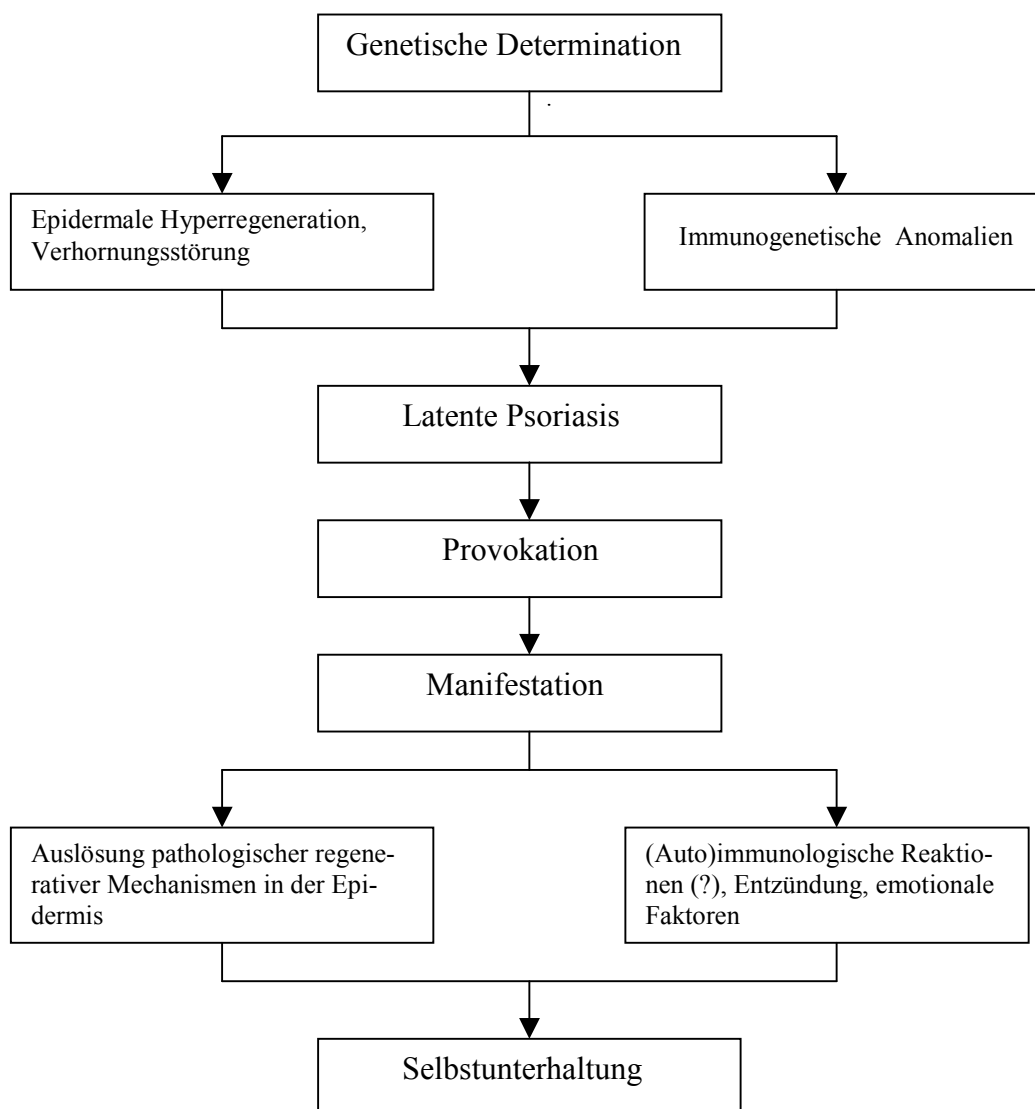 Genetische Determination
Epidermale Hyperregeneration,
Verhornungsstörung
Immunogenetische Anomalien
Latente Psoriasis
Provokation
Manifestation
Auslösung pathologischer regene-
rativer Mechanismen in der Epi-
dermis
(Auto)immunologische Reaktio-
nen (?), Entzündung, emotionale
Faktoren
Selbstunterhaltung